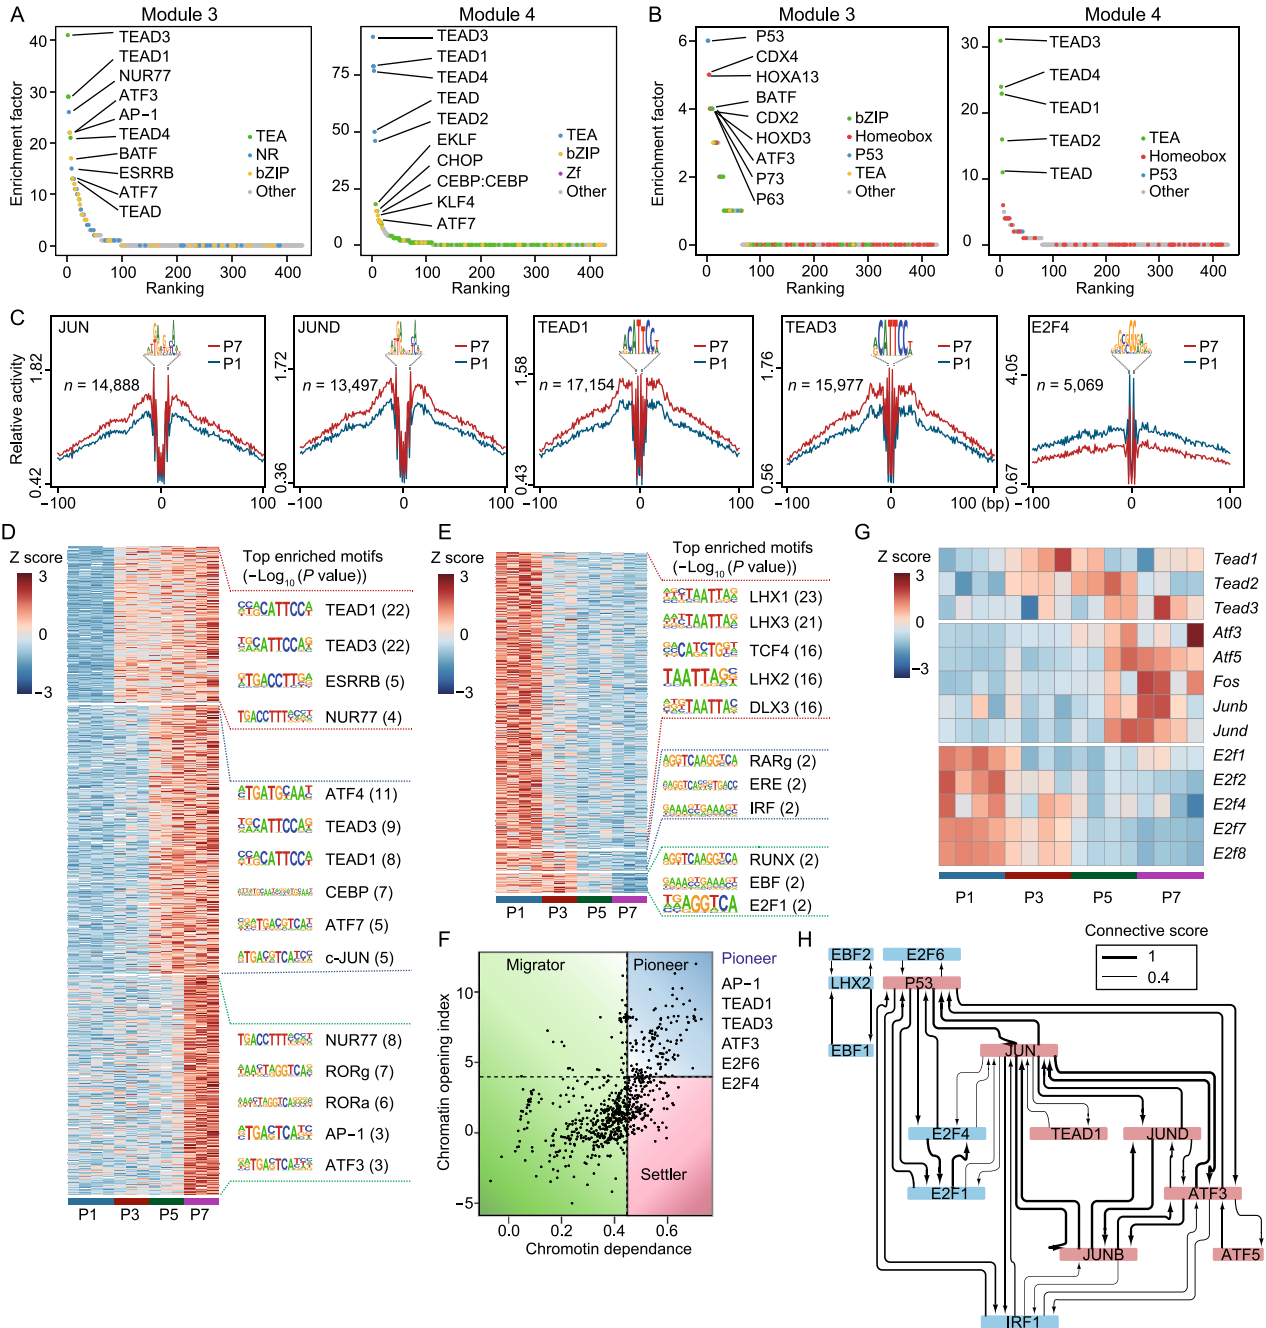 A
Module 3
Module 4
Enrichment factor
40
30
20
10
0
TEAD3
TEAD1
NUR77
ATF3
AP−1
TEAD4
BATF
ESRRB
ATF7
TEAD
TEA
NR
bZIP
Other
0 100 200 300 400
Ranking
75
50
25
0
TEAD3
TEAD1
TEAD4
TEAD
TEAD2
EKLF
CHOP
CEBP:CEBP
KLF4
ATF7
TEA
bZIP
Zf
Other
0 100 200 300 400
Ranking
B
Module 3
Module 4
Enrichment factor
6
4
2
0
P53
CDX4
HOXA13
BATF
CDX2
HOXD3
ATF3
P73
P63
bZIP
Homeobox
P53
TEA
Other
0 100 200 300 400
Ranking
30
20
10
0
TEAD3
TEAD4
TEAD1
TEAD2
TEAD
TEA
Homeobox
P53
Other
0 100 200 300 400
Ranking
C
Relative activity
JUN
P7
P1
n = 14,888
1.82
0.42
−100 0 100
JUND
P7
P1
n = 13,497
1.72
0.36
−100 0 100
TEAD1
P7
P1
n = 17,154
1.58
0.43
−100 0 100
TEAD3
P7
P1
n = 15,977
1.76
0.56
−100 0 100 (bp)
E2F4
P7
P1
n = 5,069
4.05
0.67
−100 0 100
D
Z score
3
0
−3
Top enriched motifs
(−Log10 (P value))
TEAD1 (22)
TEAD3 (22)
ESRRB (5)
NUR77 (4)
ATF4 (11)
TEAD3 (9)
TEAD1 (8)
CEBP (7)
ATF7 (5)
c-JUN (5)
NUR77 (8)
RORg (7)
RORa (6)
AP-1 (3)
ATF3 (3)
P1 P3 P5 P7
E
Z score
3
0
−3
Top enriched motifs
(−Log10 (P value))
LHX1 (23)
LHX3 (21)
TCF4 (16)
LHX2 (16)
DLX3 (16)
RARg (2)
ERE (2)
IRF (2)
RUNX (2)
EBF (2)
E2F1 (2)
P1 P3 P5 P7
F
Migrator
Pioneer
Settler
Chromatin opening index
10
5
0
−5
0.0 0.2 0.4 0.6
Chromotin dependance
Pioneer
AP-1
TEAD1
TEAD3
ATF3
E2F6
E2F4
G
Z score
3
0
−3
Tead1
Tead2
Tead3
Atf3
Atf5
Fos
Junb
Jund
E2f1
E2f2
E2f4
E2f7
E2f8
P1 P3 P5 P7
H
Connective score
1
0.4
EBF2 E2F6
LHX2 P53
EBF1 JUN
E2F4 TEAD1 JUND
E2F1 ATF3
JUNB ATF5
IRF1